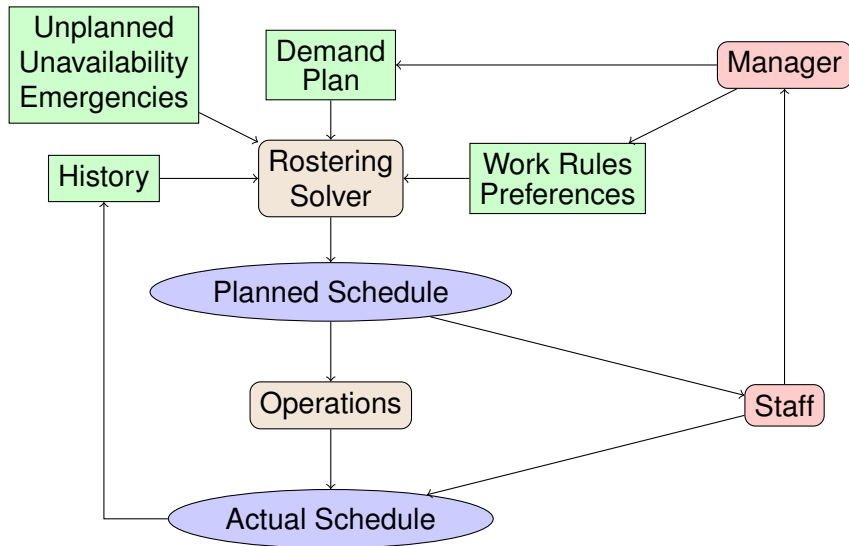 Unplanned
Unavailability
Emergencies
Demand
Plan
Manager
History
Rostering
Solver
Work Rules
Preferences
Planned Schedule
Operations
Staff
Actual Schedule